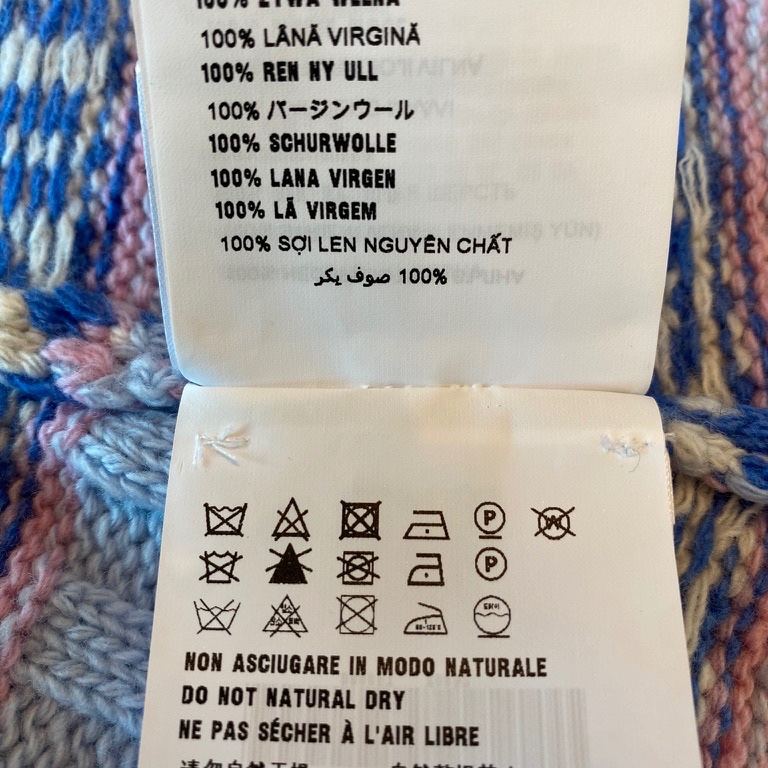 100% LÂNĂ VIRGINĂ
100% REN NY ULL
100% バージンウール
100% SCHURWOLLE
100% LANA VIRGEN
100% LÃ VIRGEM
100% SỢI LEN NGUYÊN CHẤT
100% صوف بكر
P W
P
NON ASCIUGARE IN MODO NATURALE
DO NOT NATURAL DRY
NE PAS SÉCHER À L'AIR LIBRE